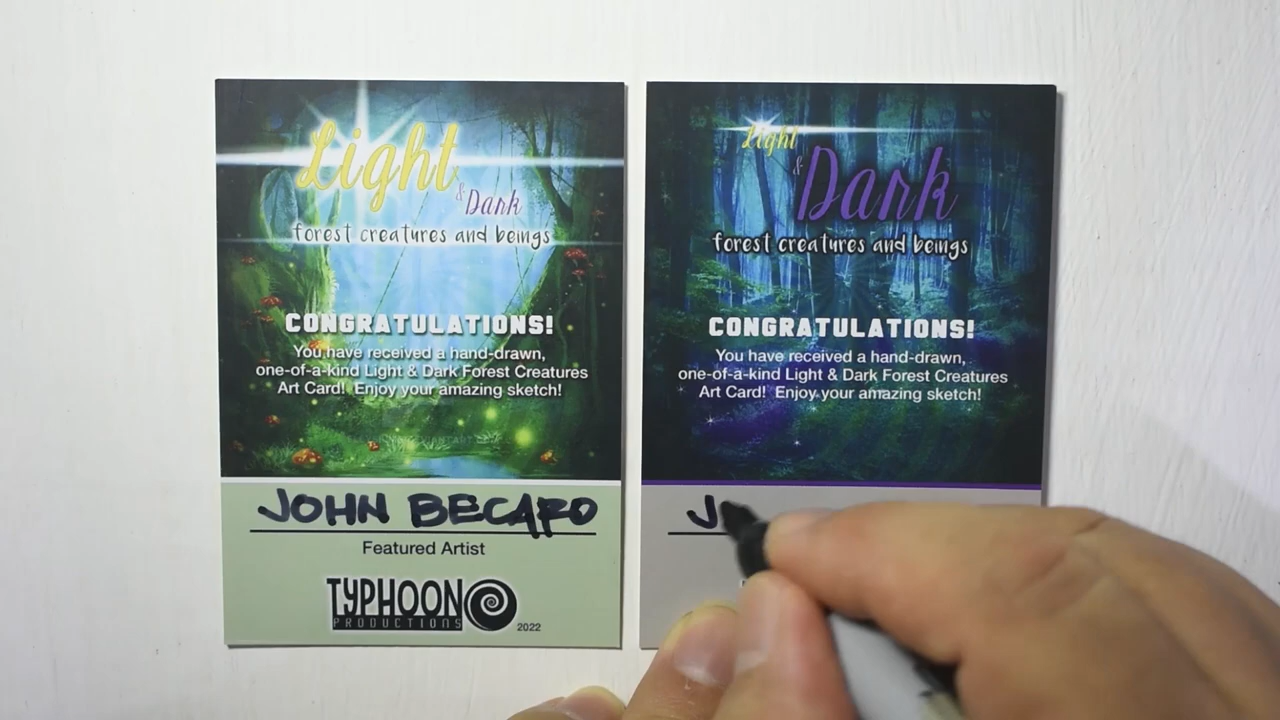 Light
& Dark
forest creatures and beings
CONGRATULATIONS!
You have received a hand-drawn,
one-of-a-kind Light & Dark Forest Creatures
Art Card! Enjoy your amazing sketch!
JOHN BECARO
Featured Artist
TYPHOON
PRODUCTIONS
2022
Light
& Dark
forest creatures and beings
CONGRATULATIONS!
You have received a hand-drawn,
one-of-a-kind Light & Dark Forest Creatures
Art Card! Enjoy your amazing sketch!
J